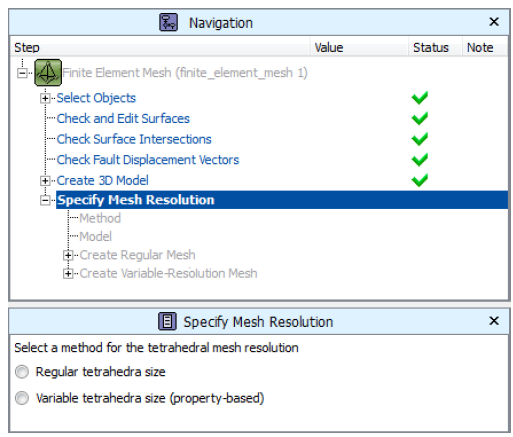 Navigation
Step Value Status Note
Finite Element Mesh (finite_element_mesh 1)
Select Objects
Check and Edit Surfaces
Check Surface Intersections
Check Fault Displacement Vectors
Create 3D Model
Specify Mesh Resolution
Method
Model
Create Regular Mesh
Create Variable-Resolution Mesh
Specify Mesh Resolution
Select a method for the tetrahedral mesh resolution
Regular tetrahedra size
Variable tetrahedra size (property-based)